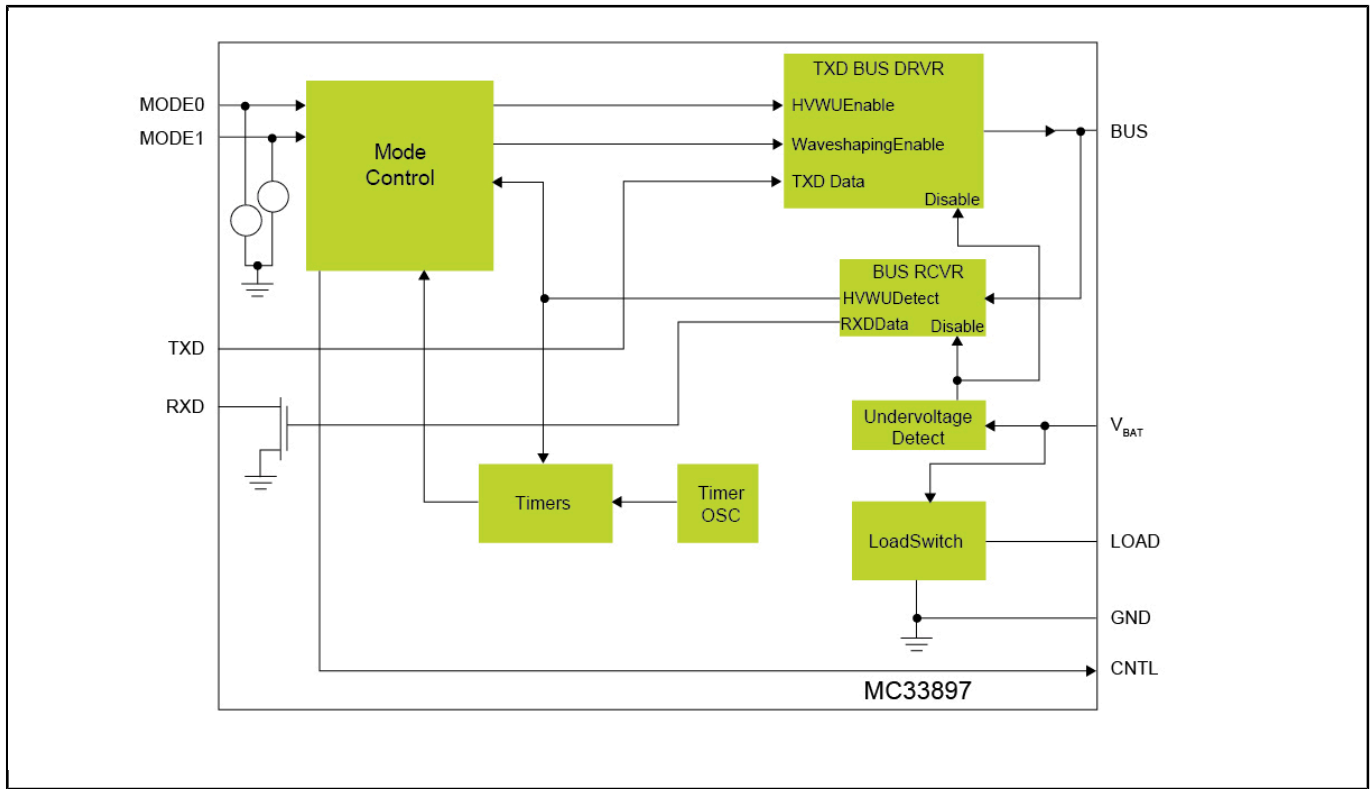 TXD BUS DRVR
MODE0
HVWUEnable
MODE1
Mode
Control
WaveshapingEnable
BUS
TXD Data
Disable
BUS RCVR
HVWUDetect
RXDData
Disable
TXD
RXD
Undervoltage
Detect
VBAT
Timers
Timer
OSC
LoadSwitch
LOAD
GND
CNTL
MC33897